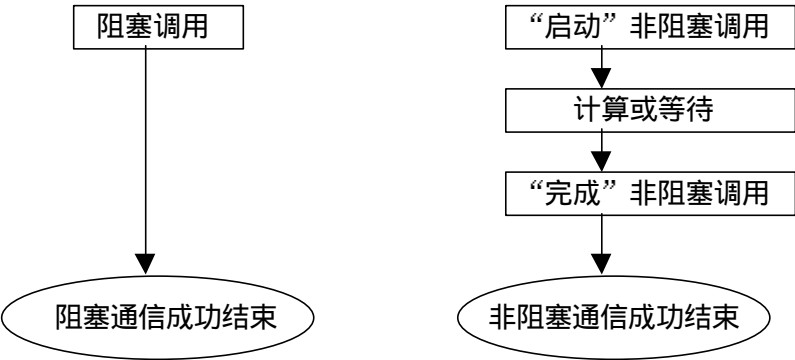 阻塞调用
阻塞通信成功结束
“启动”非阻塞调用
计算或等待
“完成”非阻塞调用
非阻塞通信成功结束